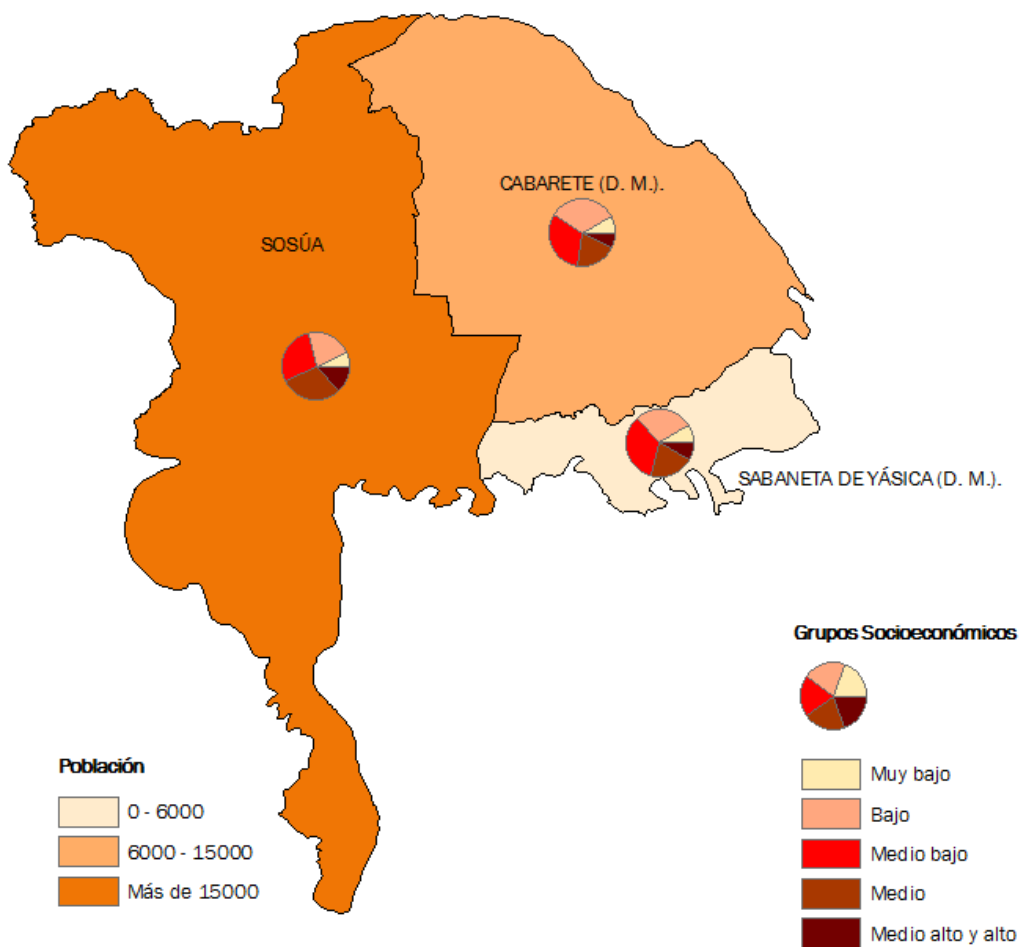 CABARETE (D. M.).
SOSÚA
SABANETA DE YÁSICA (D. M.).
Grupos Socioeconómicos
Muy bajo
Bajo
Medio bajo
Medio
Medio alto y alto
Población
0 - 6000
6000 - 15000
Más de 15000